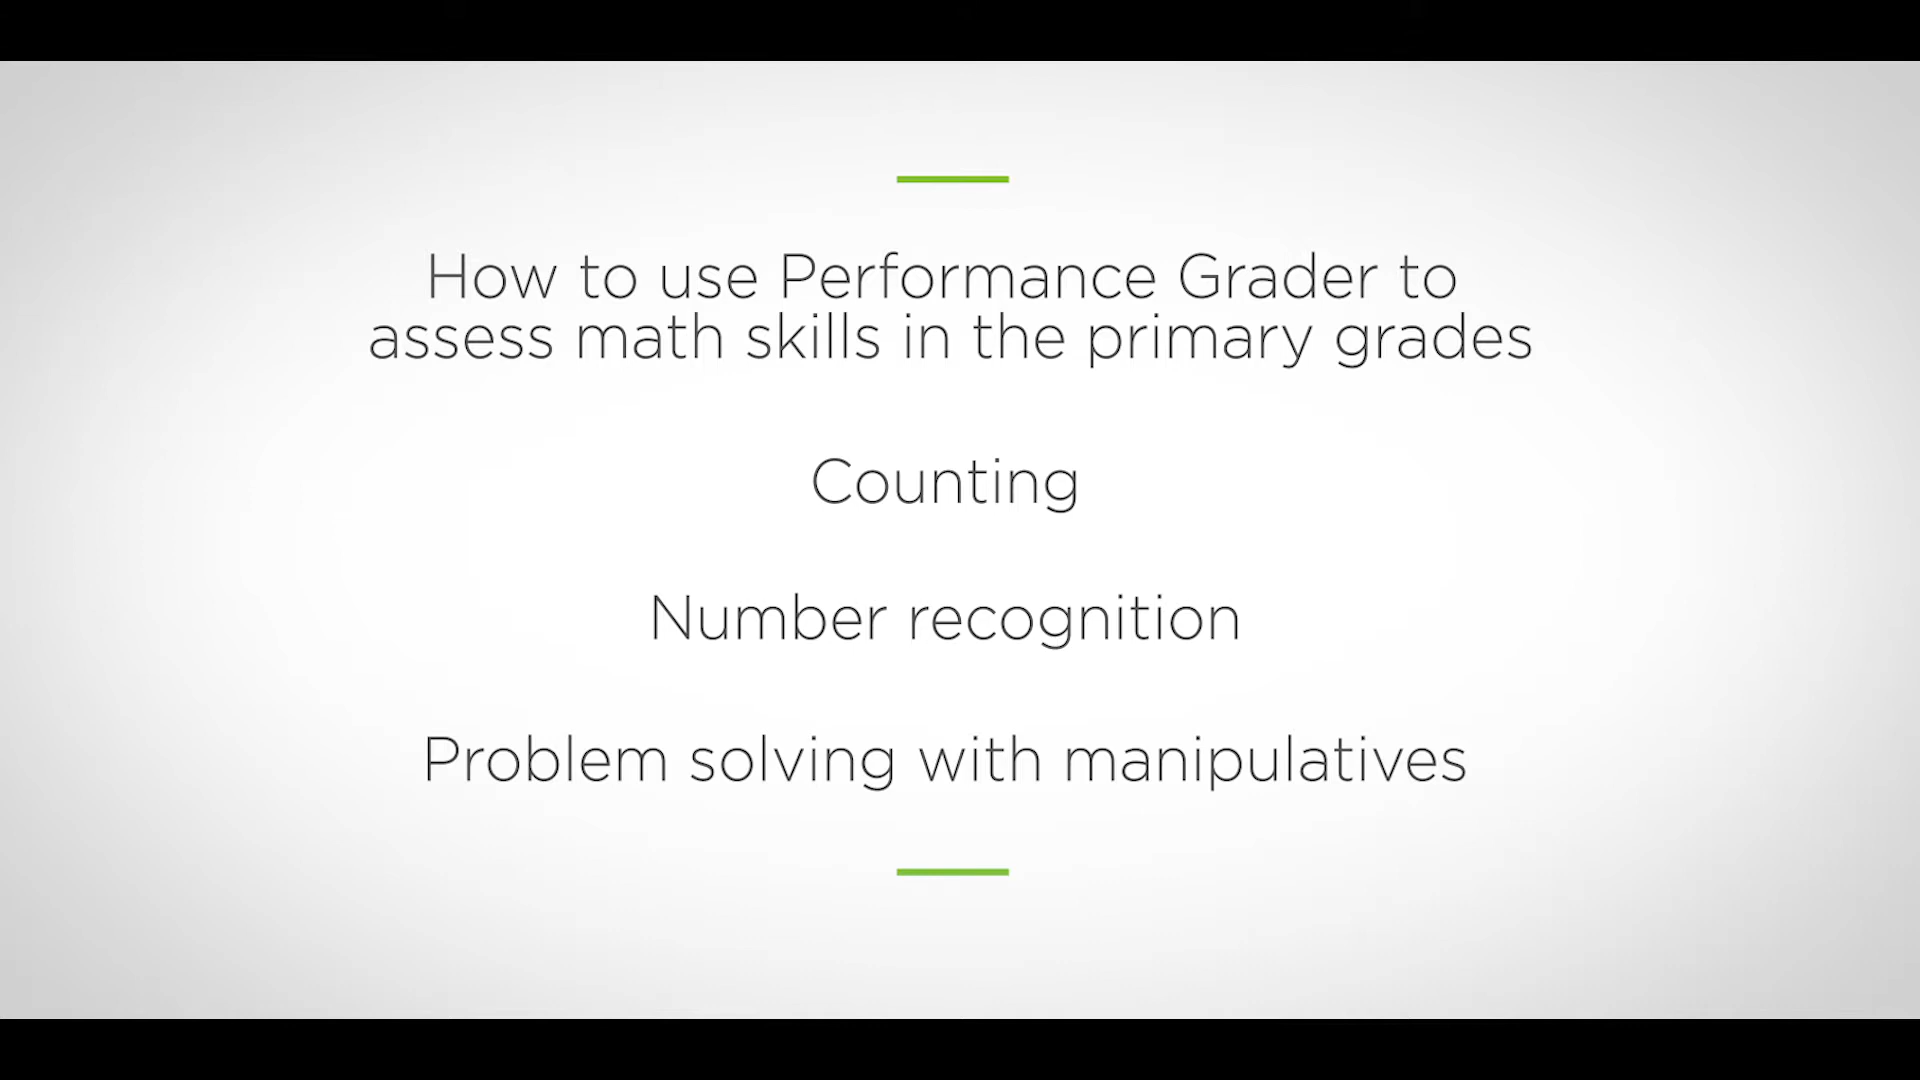 How to use Performance Grader to
assess math skills in the primary grades
Counting
Number recognition
Problem solving with manipulatives